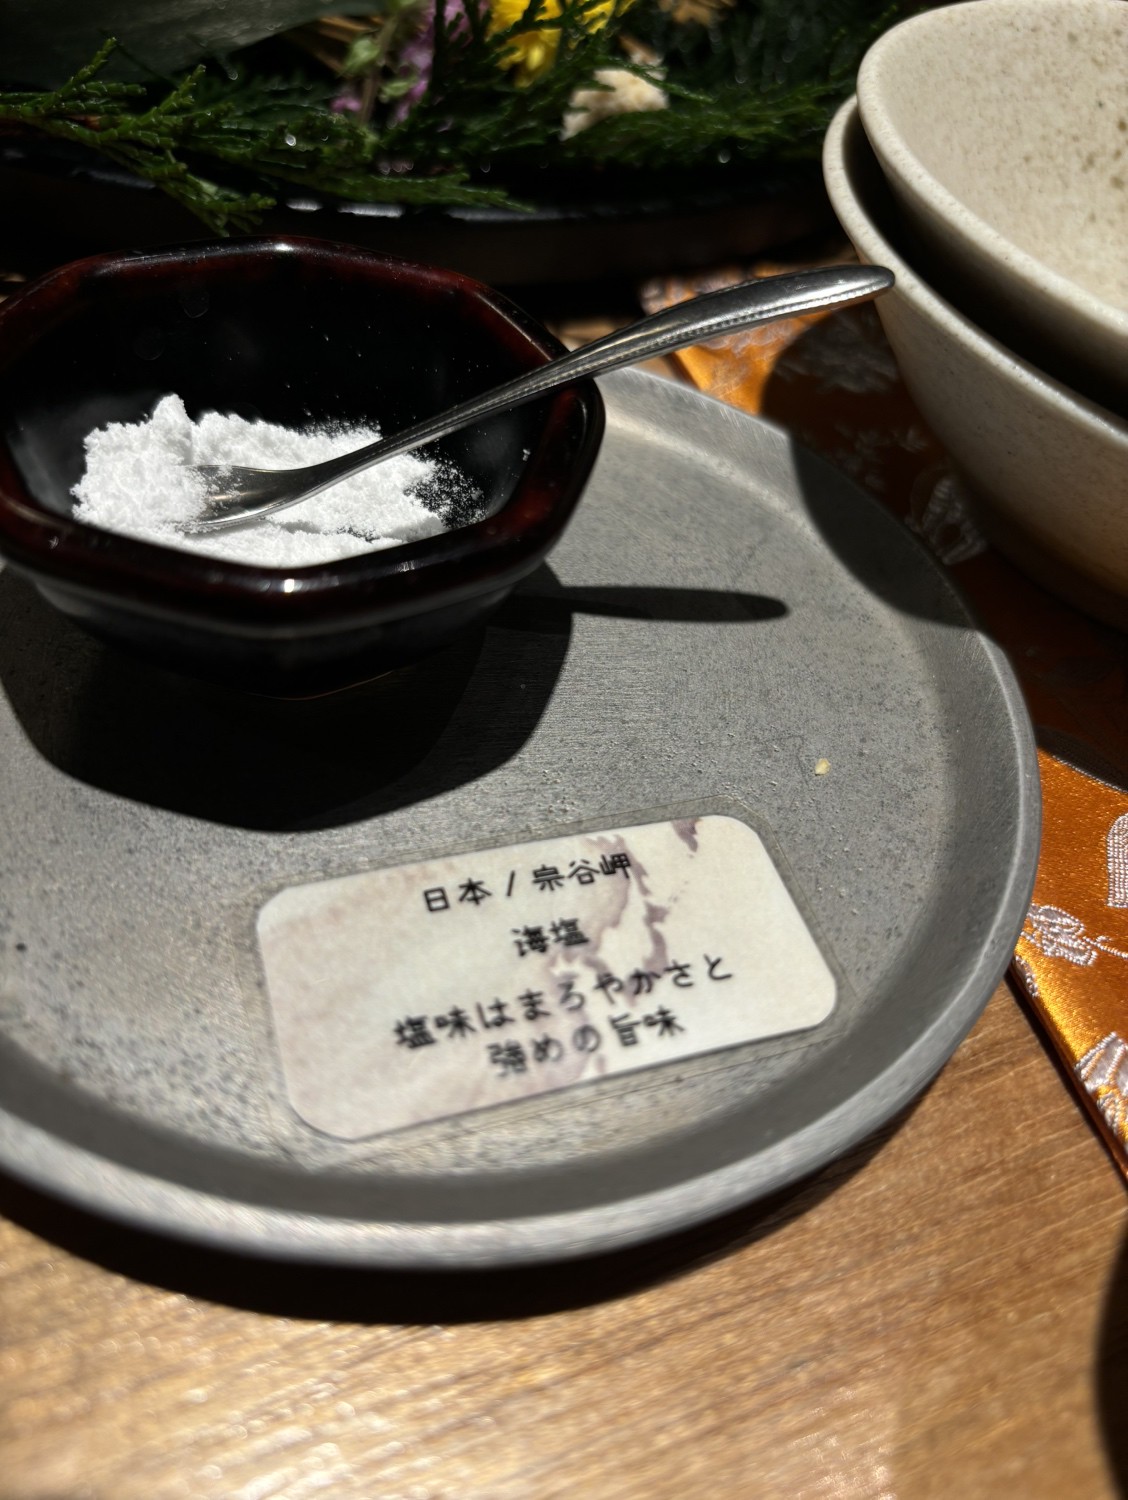 日本 / 宗谷岬
海塩
塩味はまろやかさと
強めの旨味